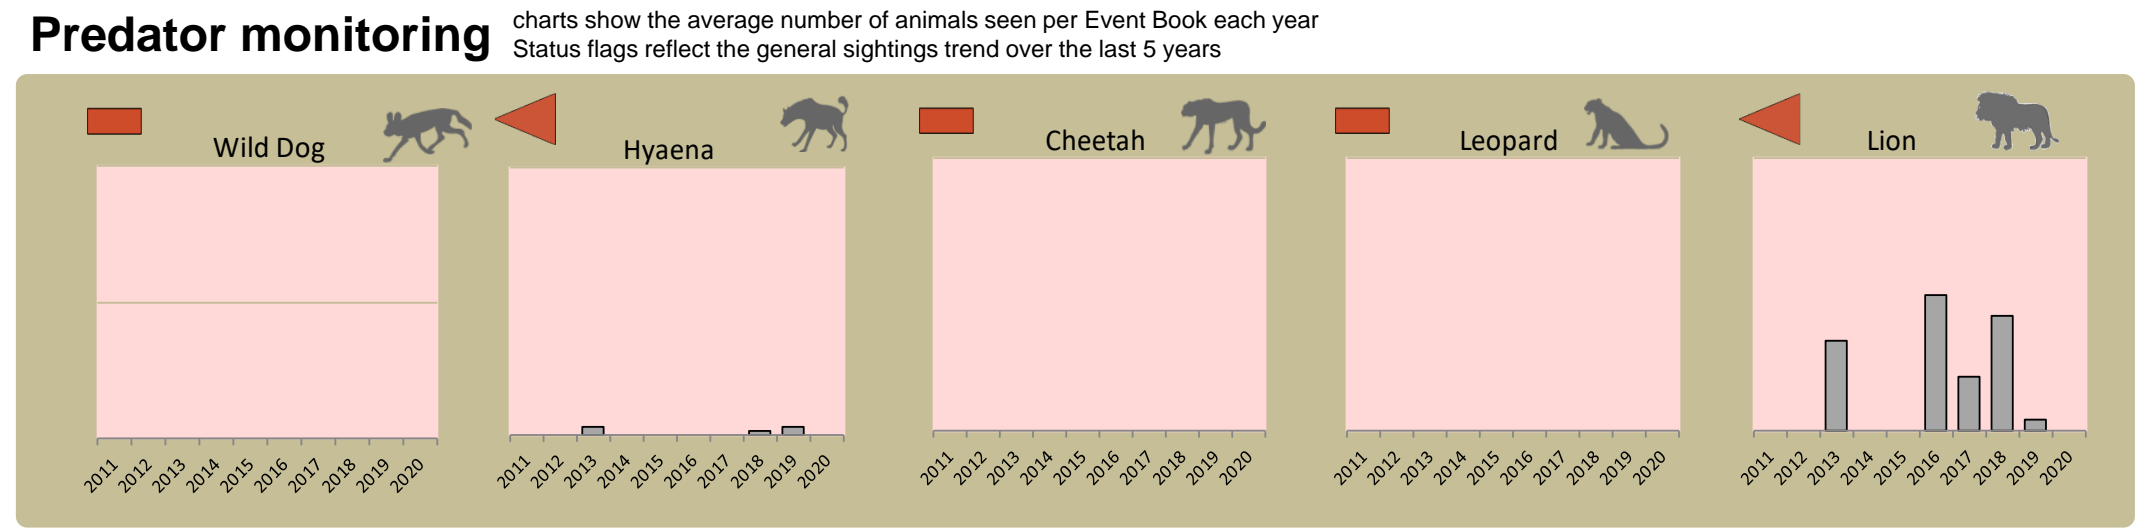 Predator monitoring
charts show the average number of animals seen per Event Book each year
Status flags reflect the general sightings trend over the last 5 years
Wild Dog
2011 2012 2013 2014 2015 2016 2017 2018 2019 2020
Hyaena
2011 2012 2013 2014 2015 2016 2017 2018 2019 2020
Cheetah
2011 2012 2013 2014 2015 2016 2017 2018 2019 2020
Leopard
2011 2012 2013 2014 2015 2016 2017 2018 2019 2020
Lion
2011 2012 2013 2014 2015 2016 2017 2018 2019 2020